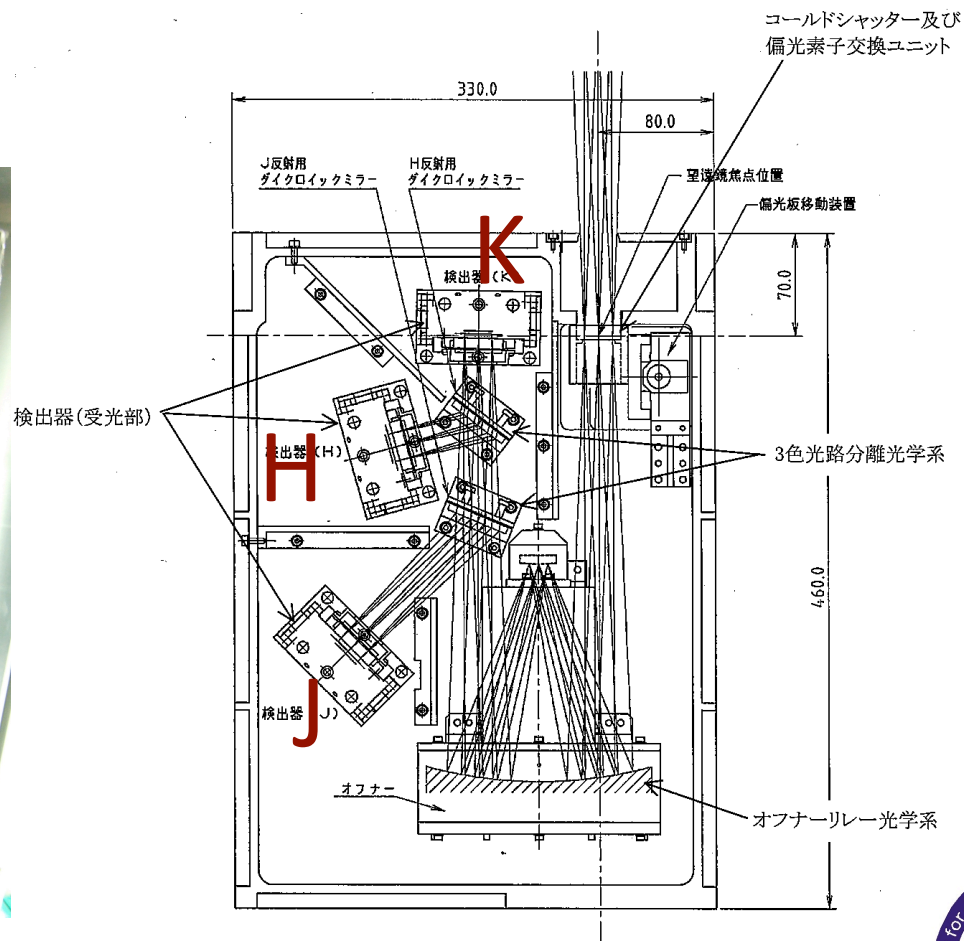 コールドシャッター及び
偏光素子交換ユニット
330.0
80.0
J反射用
ダイクロイックミラー
H反射用
ダイクロイックミラー
望遠鏡焦点位置
偏光板移動装置
K
検出器(K
70.0
検出器(受光部)
H
検出器(H)
3色光路分離光学系
460.0
J
検出器(J)
オフナー
オフナーリレー光学系
for